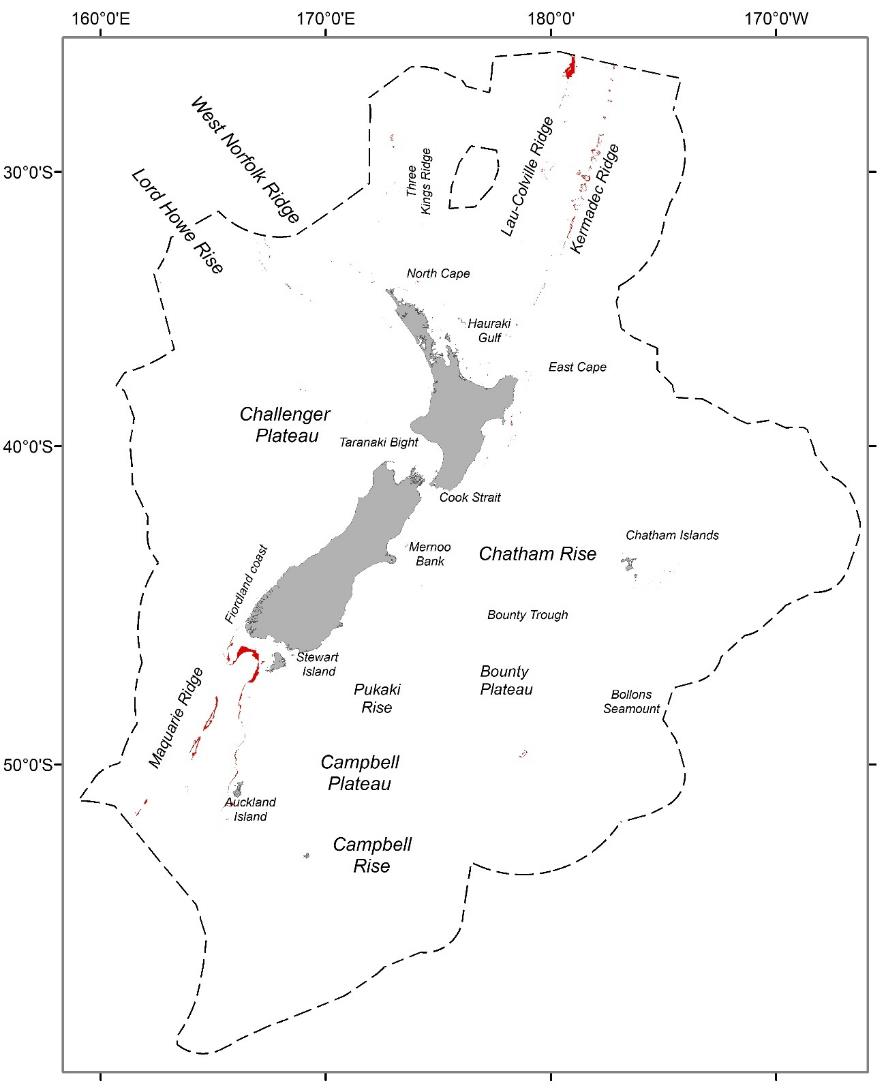 160°0'E
170°0'E
180°0'
170°0'W
30°0'S
40°0'S
50°0'S
West Norfolk Ridge
Lord Howe Rise
Three
Kings Ridge
Lau-Colville Ridge
Kermadec Ridge
North Cape
Hauraki
Gulf
East Cape
Challenger
Plateau
Taranaki Bight
Cook Strait
Mernoo
Bank
Chatham Rise
Chatham Islands
Fiordland coast
Bounty Trough
Stewart
Island
Pukaki
Rise
Bounty
Plateau
Bollons
Seamount
Maquarie Ridge
Campbell
Plateau
Auckland
Island
Campbell
Rise